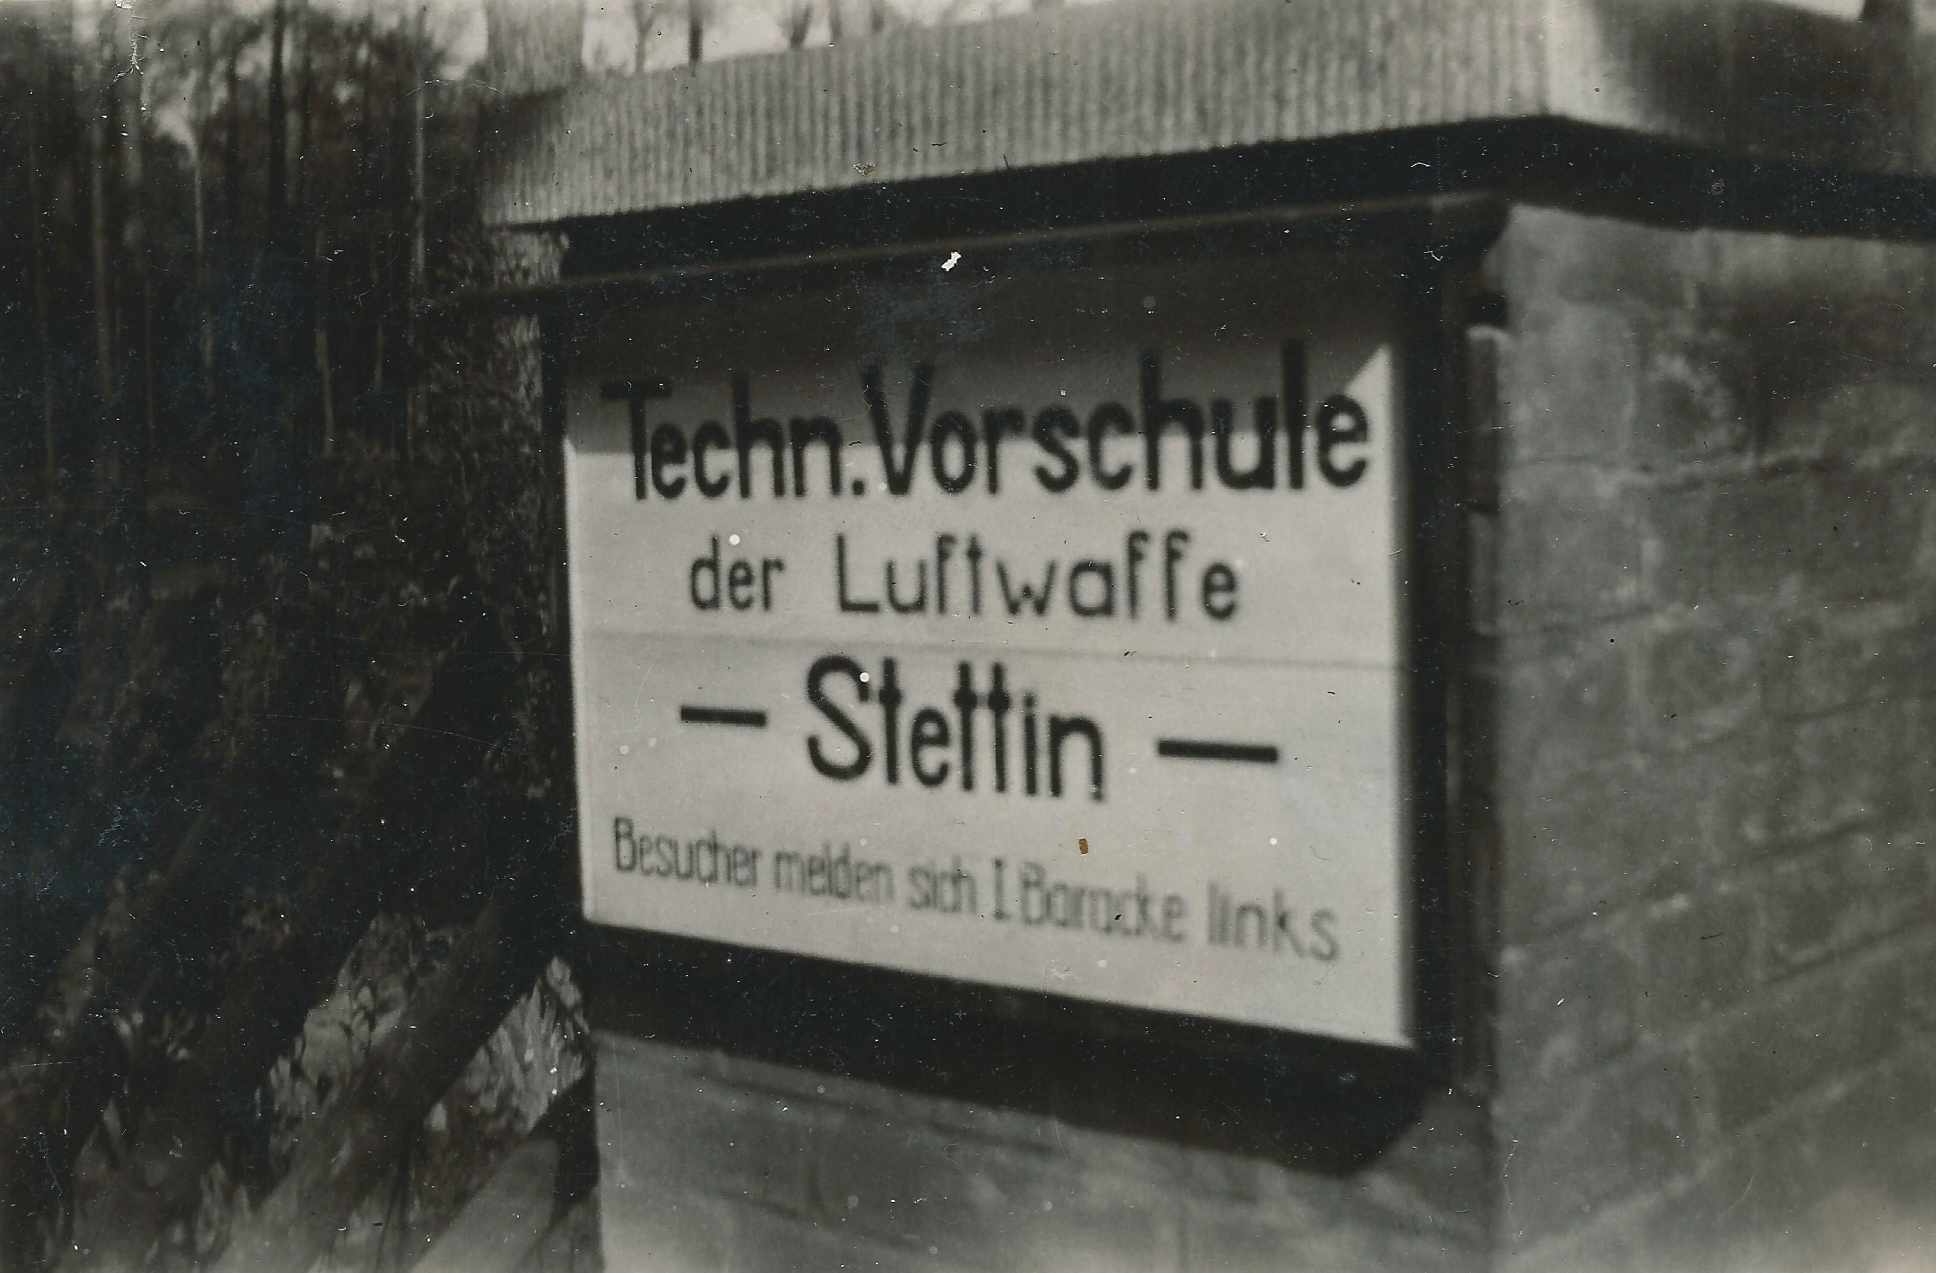 Techn. Vorschule
der Luftwaffe
— Stettin —
Besucher melden sich I. Baracke links